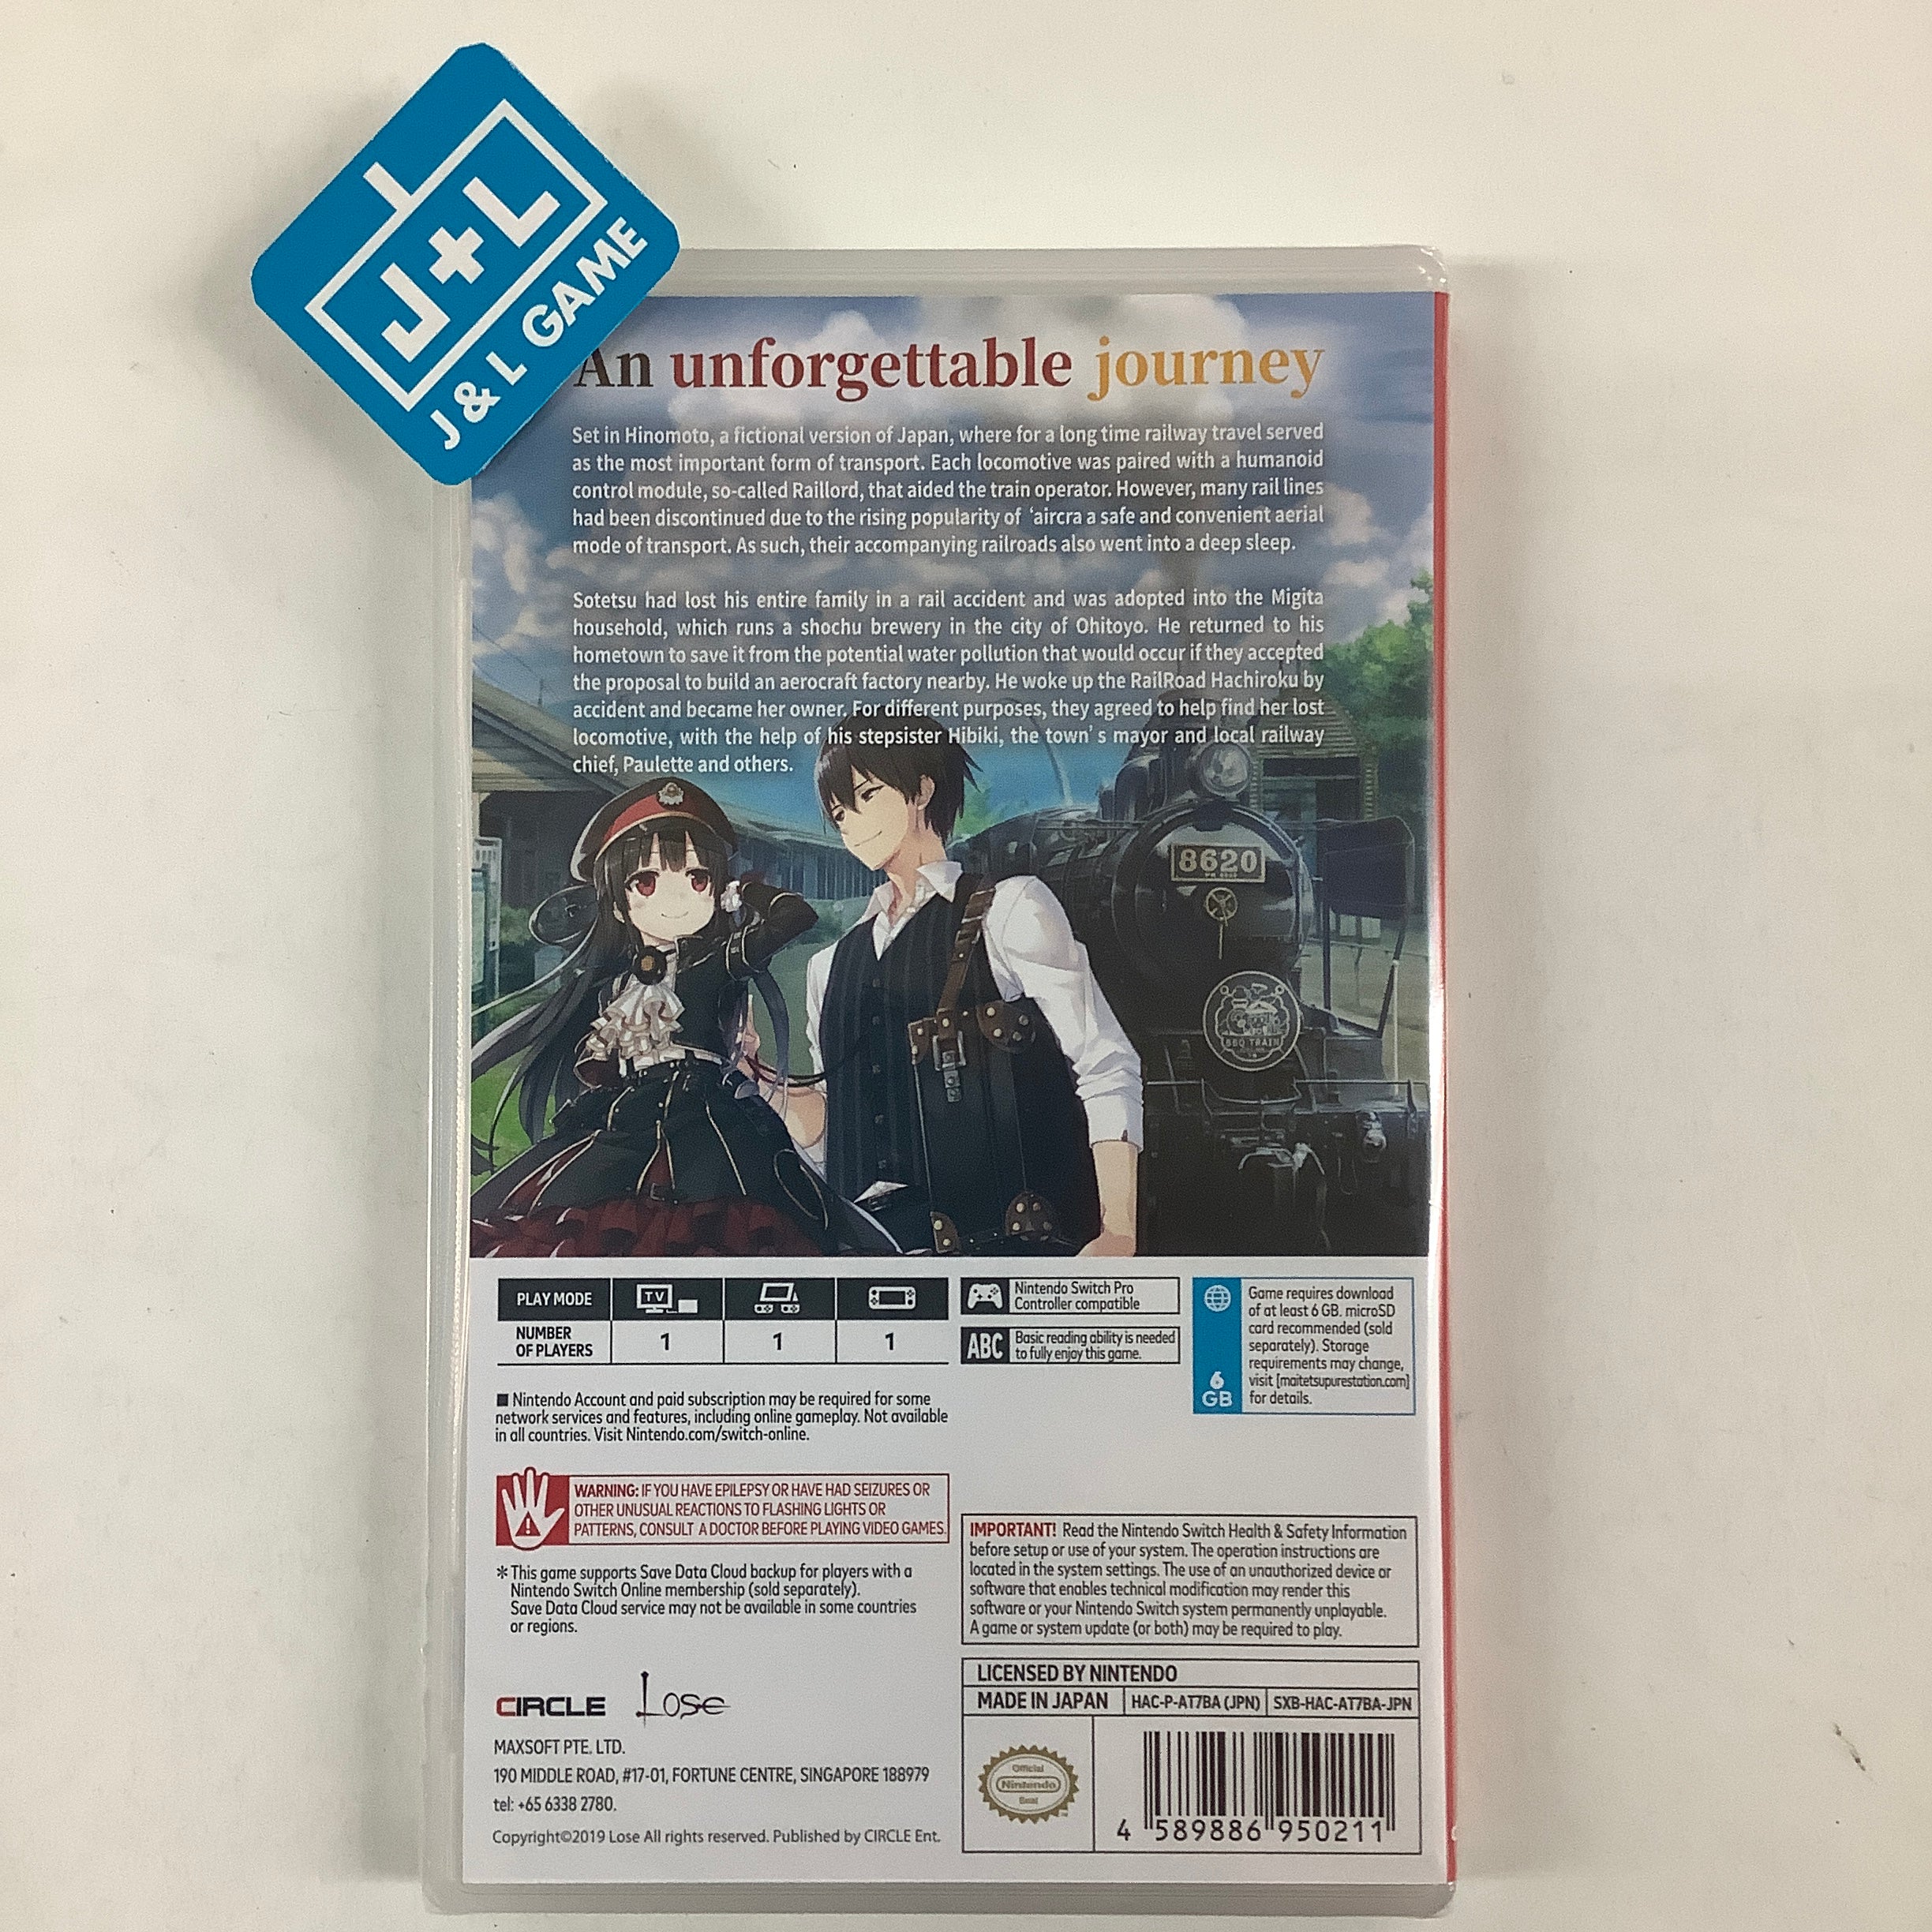 J+L
J & L GAME
An unforgettable journey
Set in Hinomoto, a fictional version of Japan, where for a long time railway travel served
as the most important form of transport. Each locomotive was paired with a humanoid
control module, so-called Raillord, that aided the train operator. However, many rail lines
had been discontinued due to the rising popularity of ‘aircra a safe and convenient aerial
mode of transport. As such, their accompanying railroads also went into a deep sleep.
Sotetsu had lost his entire family in a rail accident and was adopted into the Migita
household, which runs a shochu brewery in the city of Ohitoyo. He returned to his
hometown to save it from the potential water pollution that would occur if they accepted
the proposal to build an aerocraft factory nearby. He woke up the RailRoad Hachiroku by
accident and became her owner. For different purposes, they agreed to help find her lost
locomotive, with the help of his stepsister Hibiki, the town’s mayor and local railway
chief, Paulette and others.
8620
BBQ TRAIN
PLAY MODE
TV
NUMBER
OF PLAYERS
1
1
1
Nintendo Switch Pro
Controller compatible
ABC
Basic reading ability is needed
to fully enjoy this game.
6
GB
Game requires download
of at least 6 GB. microSD
card recommended (sold
separately). Storage
requirements may change,
visit [maitetsupurestation.com]
for details.
■ Nintendo Account and paid subscription may be required for some
network services and features, including online gameplay. Not available
in all countries. Visit Nintendo.com/switch-online.
WARNING: IF YOU HAVE EPILEPSY OR HAVE HAD SEIZURES OR
OTHER UNUSUAL REACTIONS TO FLASHING LIGHTS OR
PATTERNS, CONSULT A DOCTOR BEFORE PLAYING VIDEO GAMES.
* This game supports Save Data Cloud backup for players with a
Nintendo Switch Online membership (sold separately).
Save Data Cloud service may not be available in some countries
or regions.
IMPORTANT! Read the Nintendo Switch Health & Safety Information
before setup or use of your system. The operation instructions are
located in the system settings. The use of an unauthorized device or
software that enables technical modification may render this
software or your Nintendo Switch system permanently unplayable.
A game or system update (or both) may be required to play.
CIRCLE Lose
MAXSOFT PTE. LTD.
190 MIDDLE ROAD, #17-01, FORTUNE CENTRE, SINGAPORE 188979
tel: +65 6338 2780.
Copyright©2019 Lose All rights reserved. Published by CIRCLE Ent.
LICENSED BY NINTENDO
MADE IN JAPAN HAC-P-AT7BA (JPN) SXB-HAC-AT7BA-JPN
Official
Nintendo
Seal
4 589886 950211